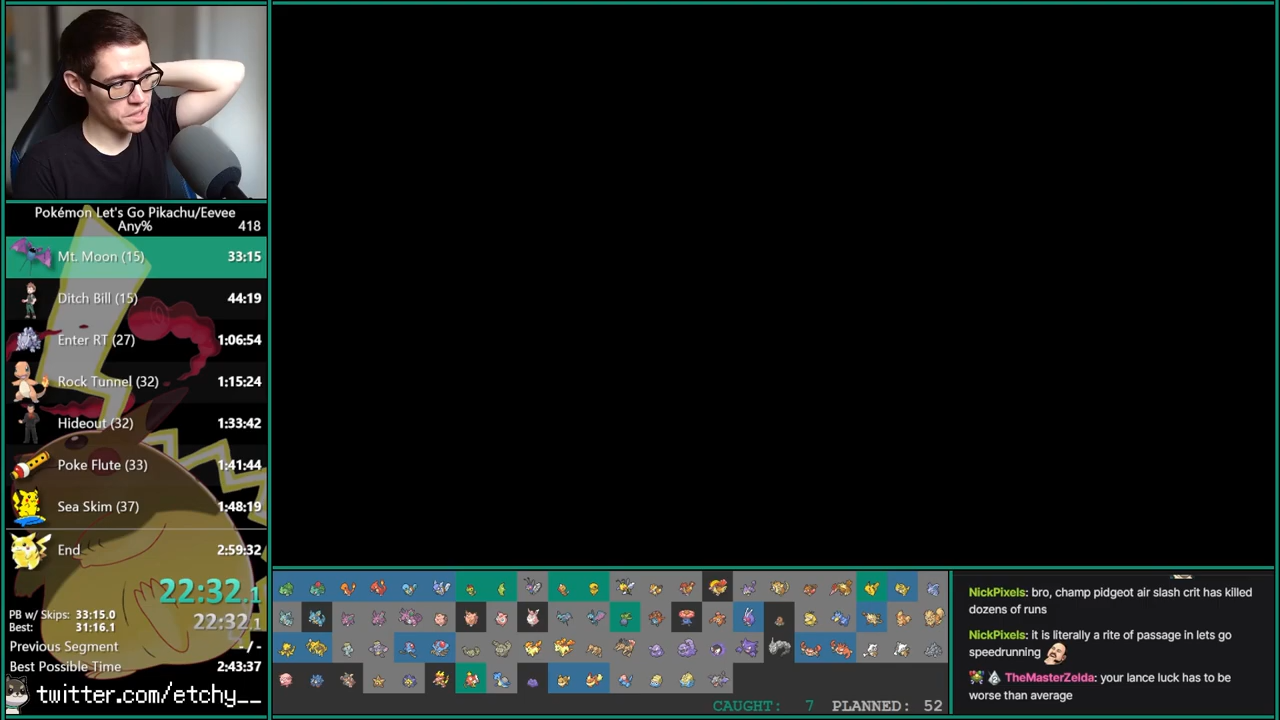 Pokémon Let's Go Pikachu/Eevee
Any% 418
Mt. Moon (15) 33:15
Ditch Bill (15) 44:19
Enter RT (27) 1:06:54
Rock Tunnel (32) 1:15:24
Hideout (32) 1:33:42
Poke Flute (33) 1:41:44
Sea Skim (37) 1:48:19
End 2:59:32
22:32.1
PB w/ Skips: 33:15.0
Best: 31:16.1
22:32.1
Previous Segment - / -
Best Possible Time 2:43:37
twitter.com/etchy__
CAUGHT: 7 PLANNED: 52
NickPixels: bro, champ pidgeot air slash crit has killed
dozens of runs
NickPixels: it is literally a rite of passage in lets go
speedrunning
TheMasterZelda: your lance luck has to be
worse than average